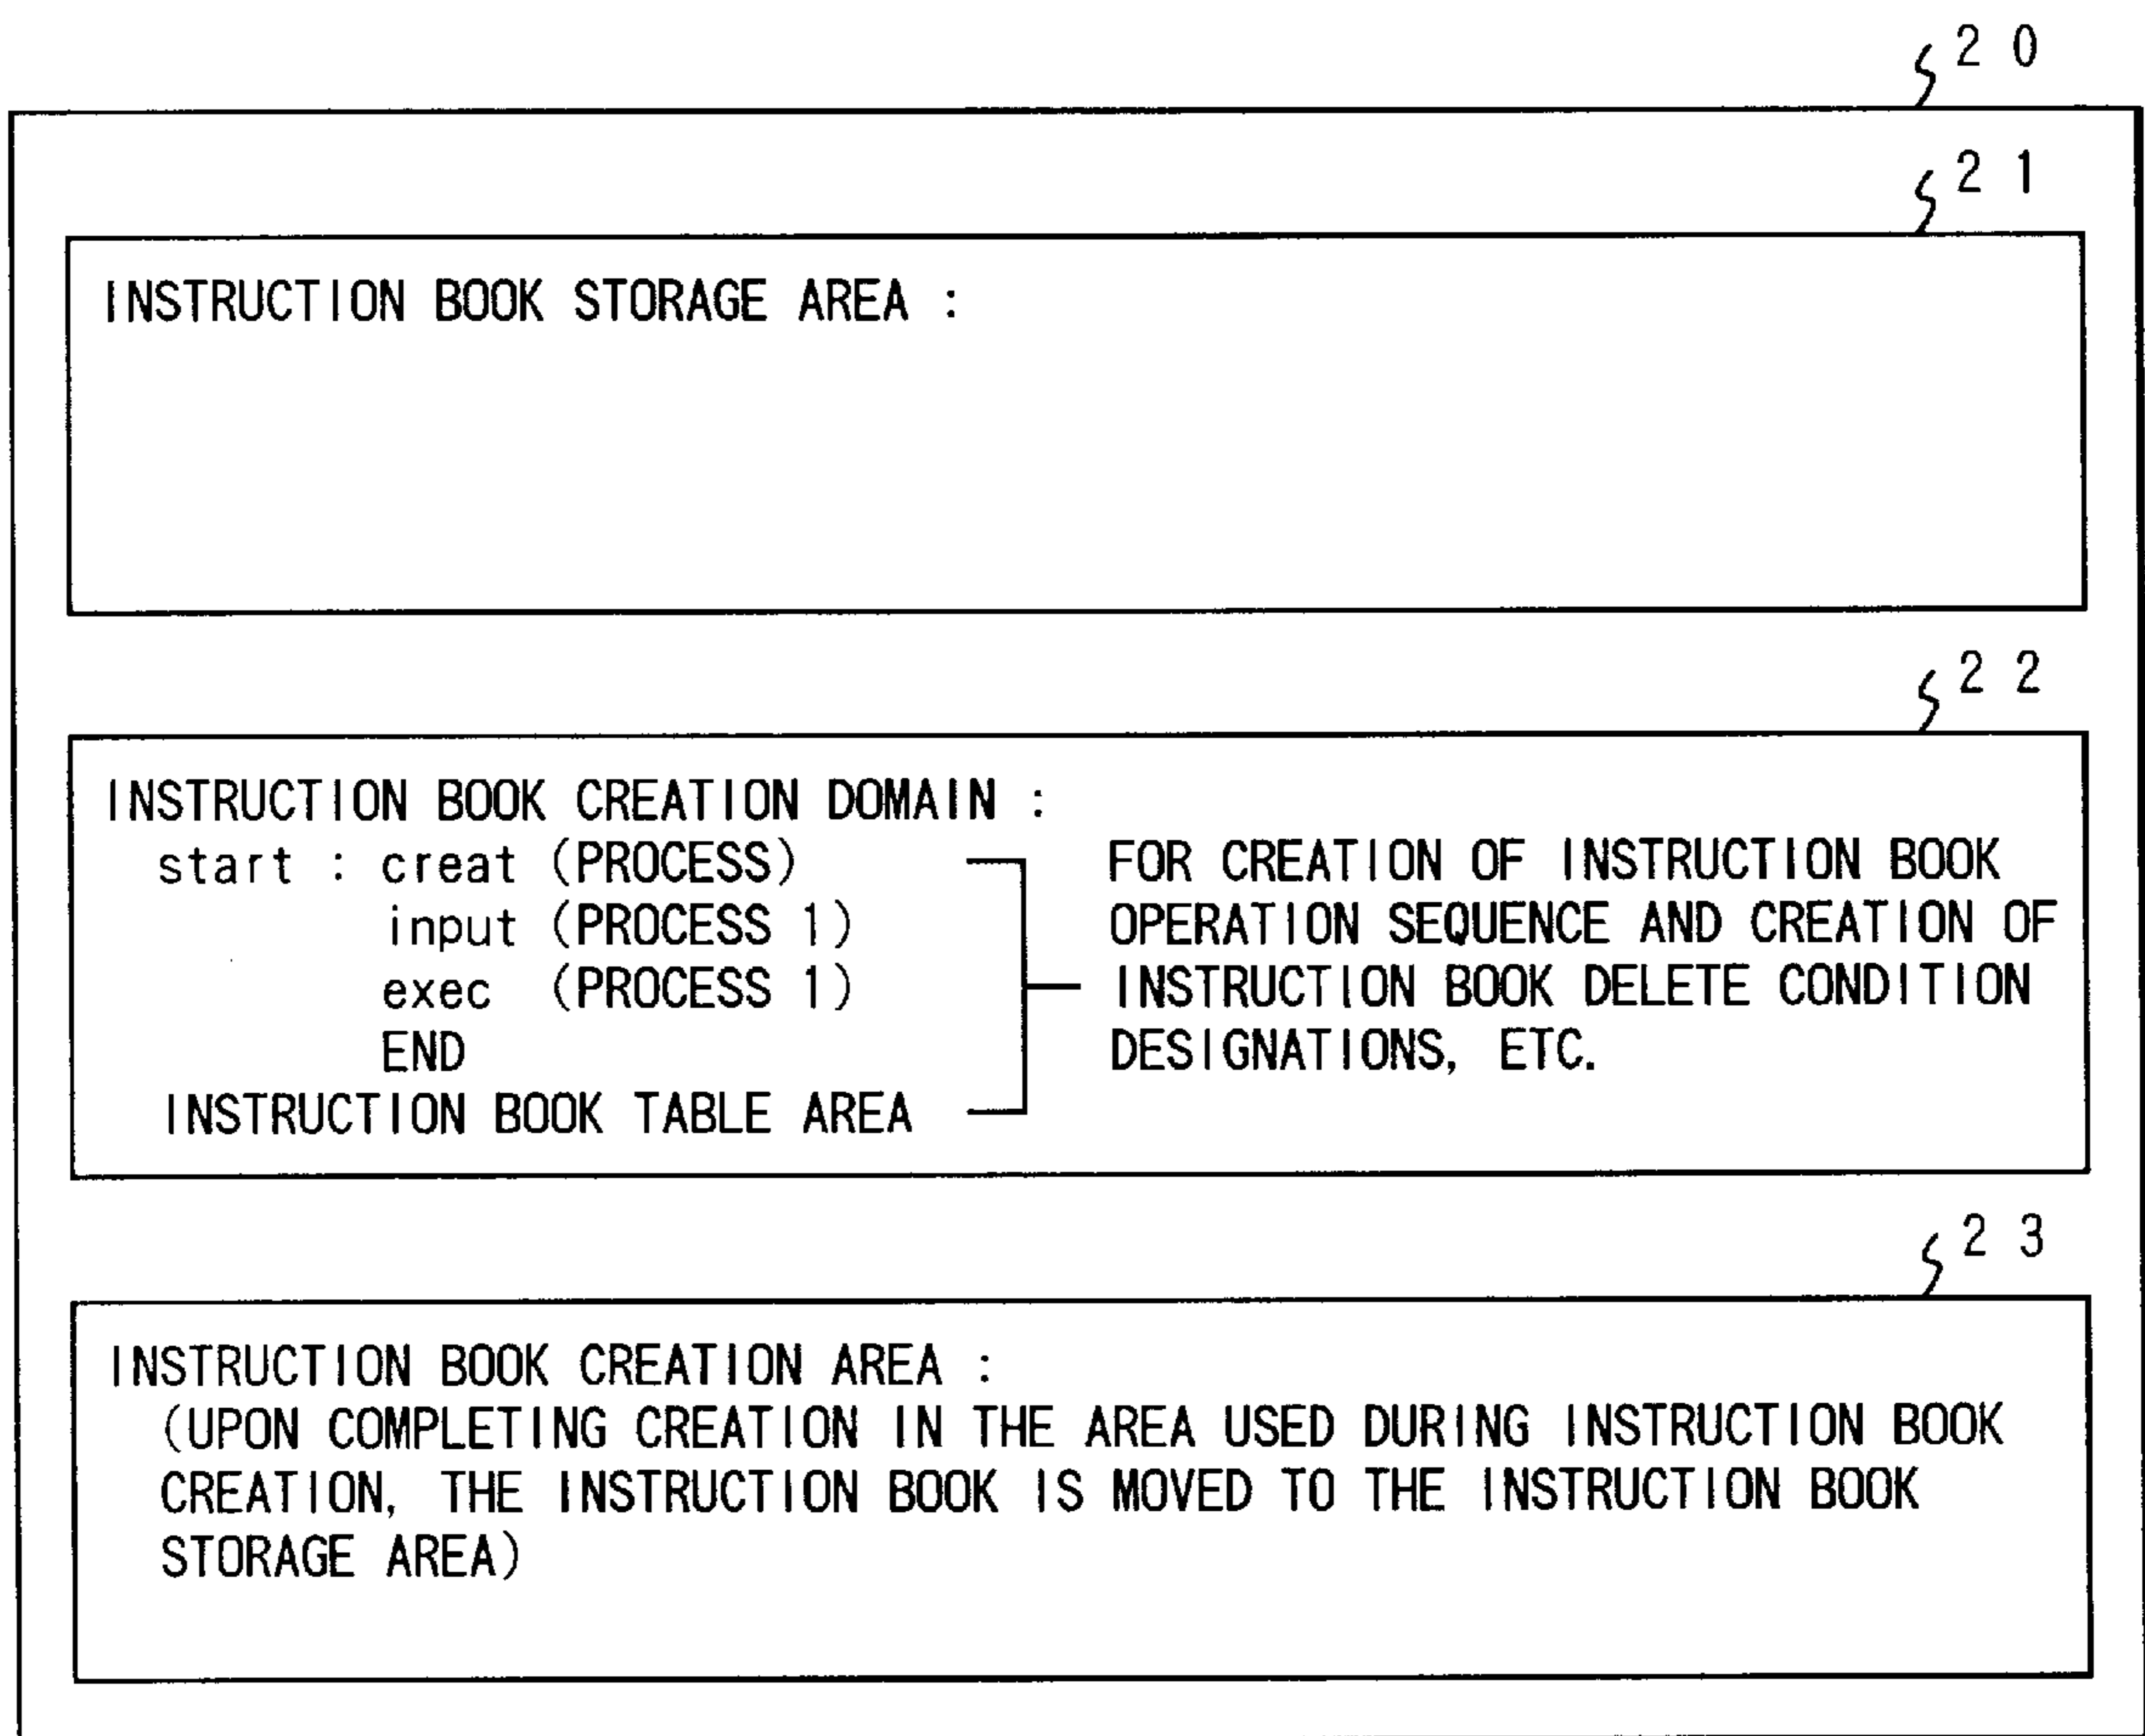 20
21
INSTRUCTION BOOK STORAGE AREA :
22
INSTRUCTION BOOK CREATION DOMAIN :
start : creat (PROCESS)
input (PROCESS 1)
exec (PROCESS 1)
END
INSTRUCTION BOOK TABLE AREA
FOR CREATION OF INSTRUCTION BOOK
OPERATION SEQUENCE AND CREATION OF
INSTRUCTION BOOK DELETE CONDITION
DESIGNATIONS, ETC.
23
INSTRUCTION BOOK CREATION AREA :
(UPON COMPLETING CREATION IN THE AREA USED DURING INSTRUCTION BOOK
CREATION, THE INSTRUCTION BOOK IS MOVED TO THE INSTRUCTION BOOK
STORAGE AREA)